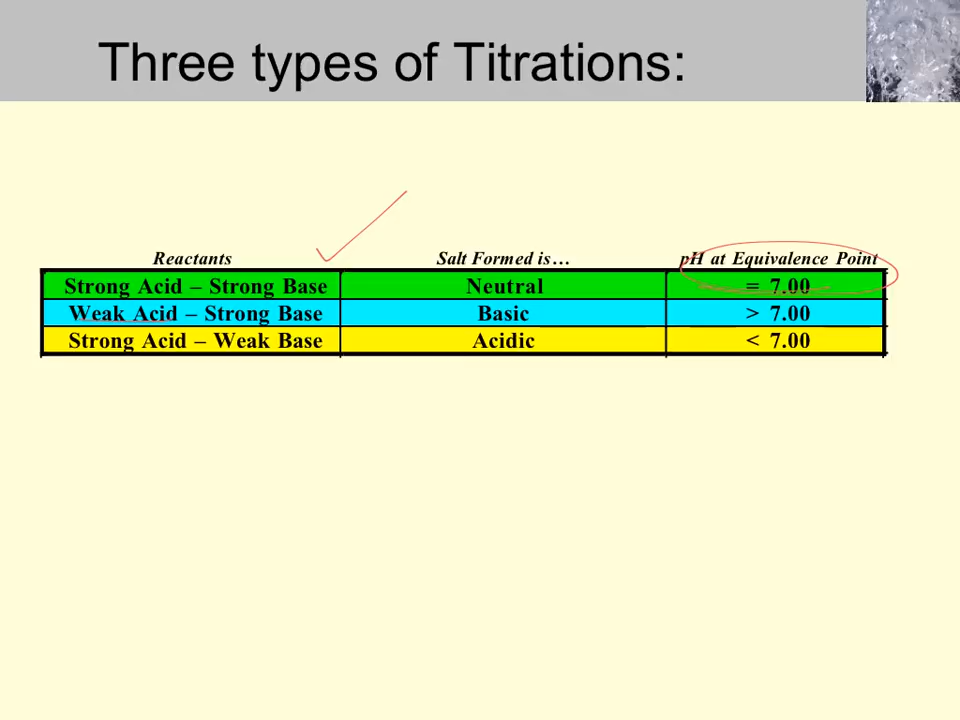 Three types of Titrations:
Reactants Salt Formed is… pH at Equivalence Point
Strong Acid – Strong Base Neutral = 7.00
Weak Acid – Strong Base Basic > 7.00
Strong Acid – Weak Base Acidic < 7.00